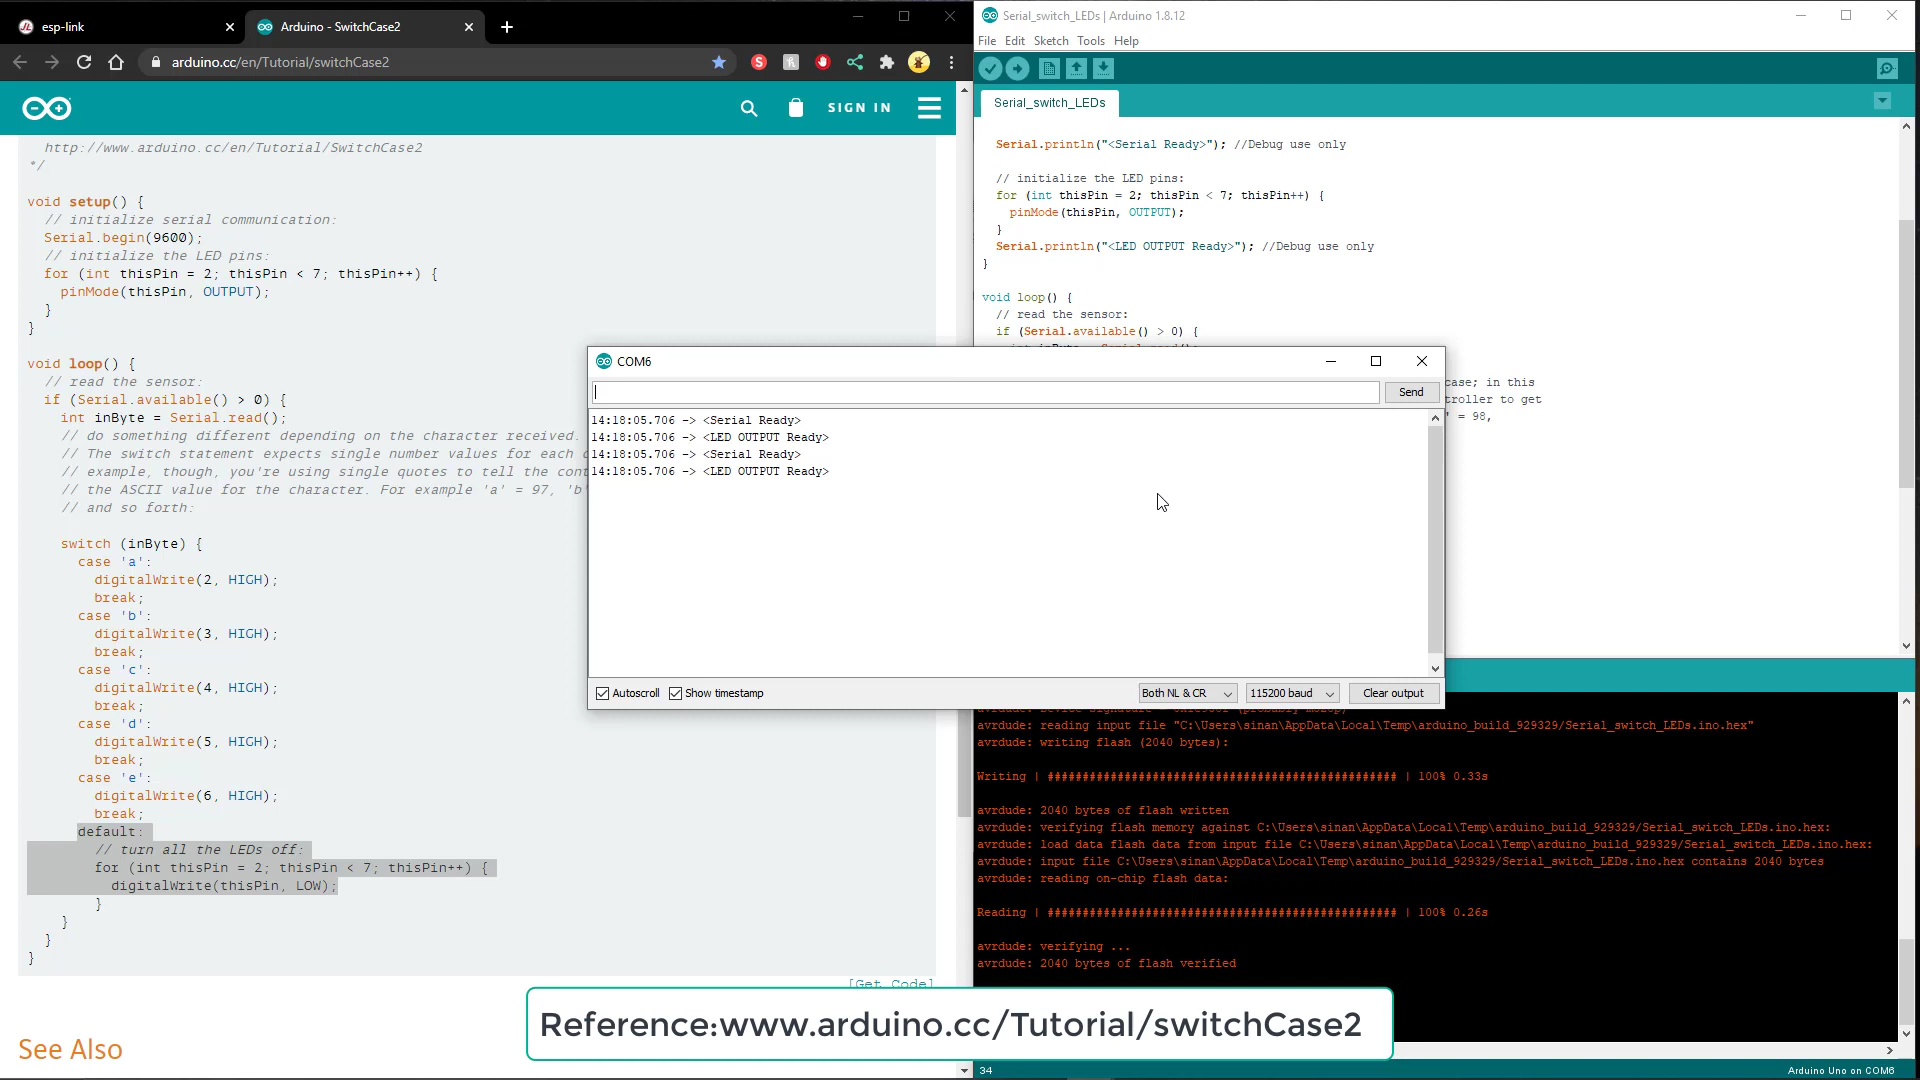 esp-link
Arduino - SwitchCase2
arduino.cc/en/Tutorial/switchCase2
SIGN IN
http://www.arduino.cc/en/Tutorial/SwitchCase2
*/
void setup() {
// initialize serial communication:
Serial.begin(9600);
// initialize the LED pins:
for (int thisPin = 2; thisPin < 7; thisPin++) {
pinMode(thisPin, OUTPUT);
}
}
void loop() {
// read the sensor:
if (Serial.available() > 0) {
int inByte = Serial.read();
// do something different depending on the character received.
// The switch statement expects single number values for each c
// example, though, you're using single quotes to tell the cont
// the ASCII value for the character. For example 'a' = 97, 'b'
// and so forth:
switch (inByte) {
case 'a':
digitalWrite(2, HIGH);
break;
case 'b':
digitalWrite(3, HIGH);
break;
case 'c':
digitalWrite(4, HIGH);
break;
case 'd':
digitalWrite(5, HIGH);
break;
case 'e':
digitalWrite(6, HIGH);
break;
default:
// turn all the LEDs off:
for (int thisPin = 2; thisPin < 7; thisPin++) {
digitalWrite(thisPin, LOW);
}
}
}
}
[Get Code]
See Also
Serial_switch_LEDs | Arduino 1.8.12
File Edit Sketch Tools Help
Serial_switch_LEDs
Serial.println("<Serial Ready>"); //Debug use only
// initialize the LED pins:
for (int thisPin = 2; thisPin < 7; thisPin++) {
pinMode(thisPin, OUTPUT);
}
Serial.println("<LED OUTPUT Ready>"); //Debug use only
}
void loop() {
// read the sensor:
if (Serial.available() > 0) {
case; in this
 controller to get
' = 98,
COM6
Send
14:18:05.706 -> <Serial Ready>
14:18:05.706 -> <LED OUTPUT Ready>
14:18:05.706 -> <Serial Ready>
14:18:05.706 -> <LED OUTPUT Ready>
Autoscroll Show timestamp
Both NL & CR
115200 baud
Clear output
avrdude: reading input file "C:\Users\sinan\AppData\Local\Temp\arduino_build_929329/Serial_switch_LEDs.ino.hex"
avrdude: writing flash (2040 bytes):
Writing | ################################################## | 100% 0.33s
avrdude: 2040 bytes of flash written
avrdude: verifying flash memory against C:\Users\sinan\AppData\Local\Temp\arduino_build_929329/Serial_switch_LEDs.ino.hex:
avrdude: load data flash data from input file C:\Users\sinan\AppData\Local\Temp\arduino_build_929329/Serial_switch_LEDs.ino.hex:
avrdude: input file C:\Users\sinan\AppData\Local\Temp\arduino_build_929329/Serial_switch_LEDs.ino.hex contains 2040 bytes
avrdude: reading on-chip flash data:
Reading | ################################################## | 100% 0.26s
avrdude: verifying ...
avrdude: 2040 bytes of flash verified
Reference:www.arduino.cc/Tutorial/switchCase2
34
Arduino Uno on COM6